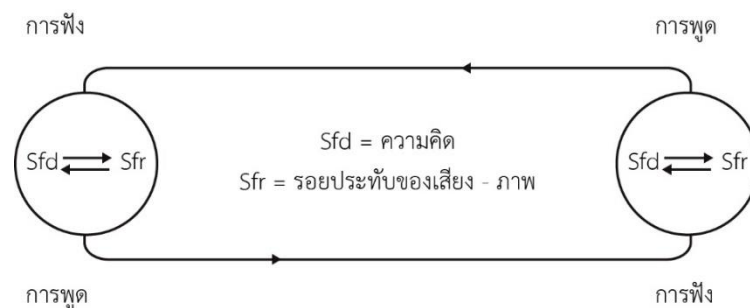 การฟัง
การพูด
Sfd
Sfr
Sfd = ความคิด
Sfr = รอยประทับของเสียง - ภาพ
Sfd
Sfr
การพูด
การฟัง